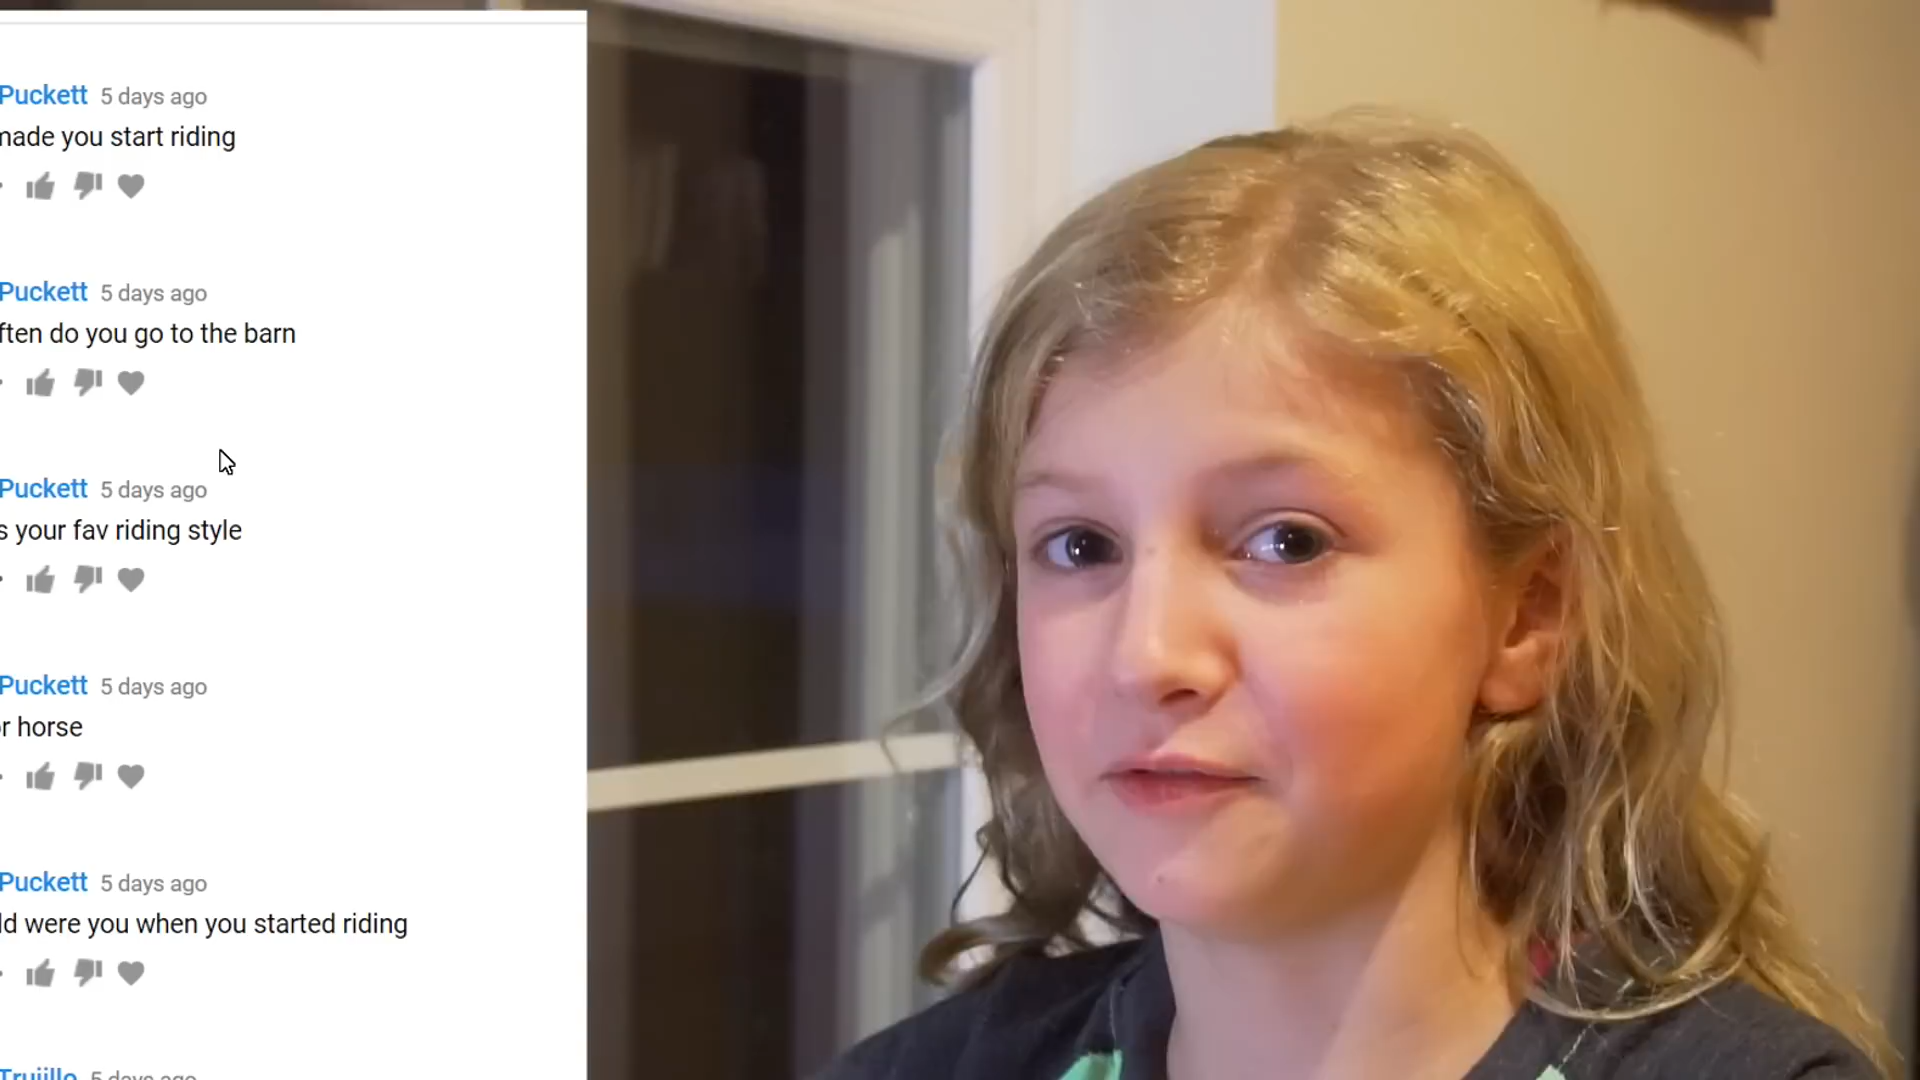 Puckett 5 days ago
made you start riding
Puckett 5 days ago
ften do you go to the barn
Puckett 5 days ago
s your fav riding style
Puckett 5 days ago
r horse
Puckett 5 days ago
ld were you when you started riding
Trujillo 5 days ago